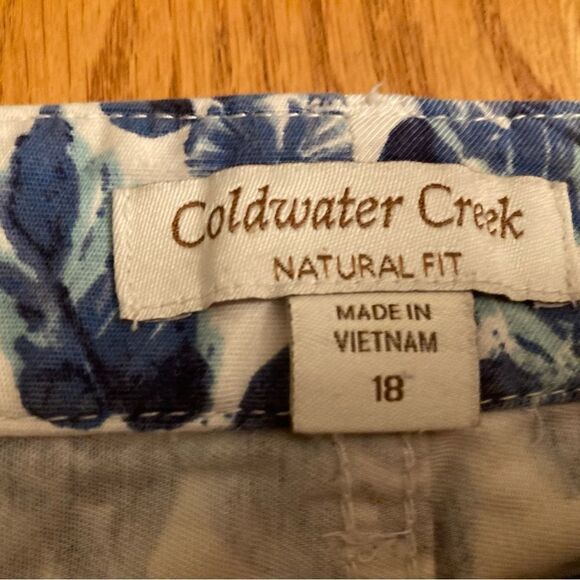 Coldwater Creek
NATURAL FIT
MADE IN
VIETNAM
18